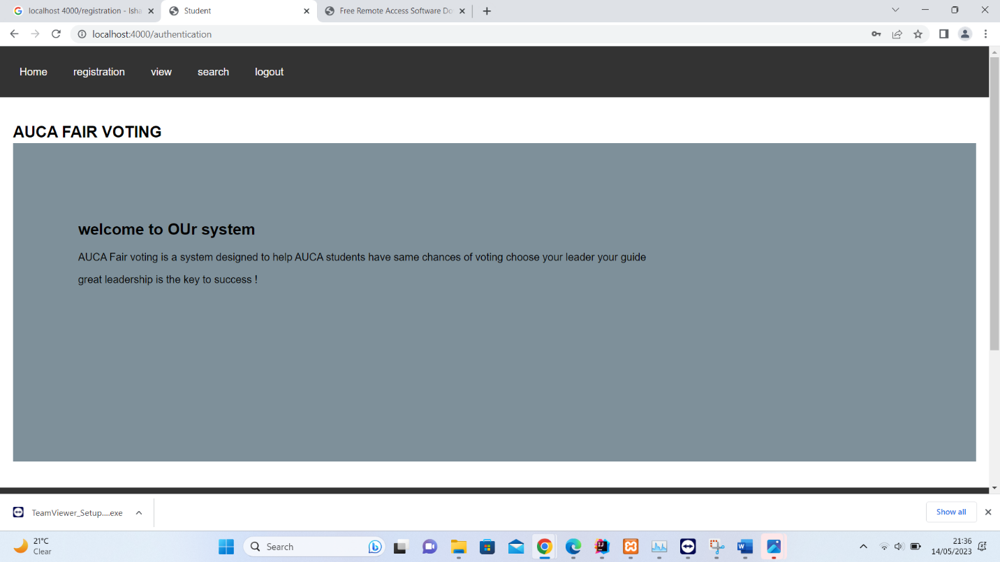 localhost 4000/registration - Isha
Student
Free Remote Access Software Do
localhost:4000/authentication
Home registration view search logout
AUCA FAIR VOTING
welcome to OUr system
AUCA Fair voting is a system designed to help AUCA students have same chances of voting choose your leader your guide
great leadership is the key to success !
TeamViewer_Setup....exe
Show all
21°C
Clear
Search
21:36
14/05/2023